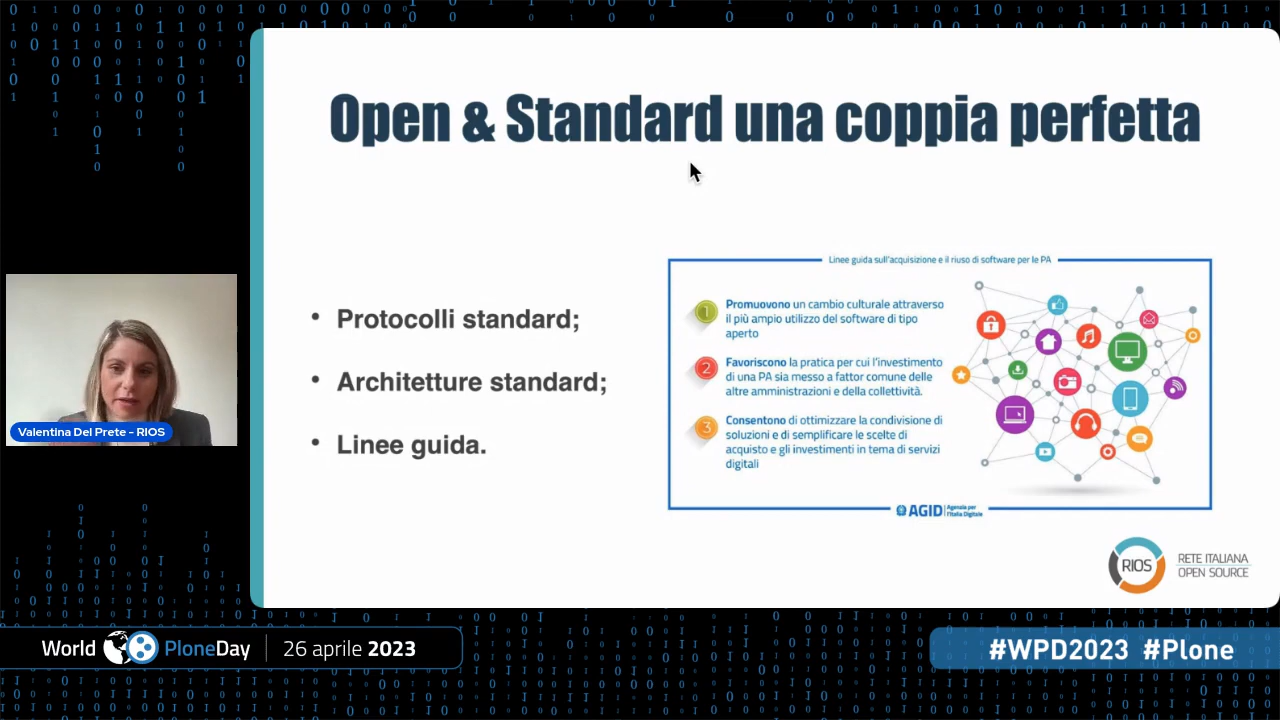 Open & Standard una coppia perfetta
• Protocolli standard;
• Architetture standard;
• Linee guida.
Linee guida sull'acquisizione e il riuso di software per le PA
1
Promuovono un cambio culturale attraverso
il più ampio utilizzo del software di tipo
aperto
2
Favoriscono la pratica per cui l'investimento
di una PA sia messo a fattor comune delle
altre amministrazioni e della collettività.
3
Consentono di ottimizzare la condivisione di
soluzioni e di semplificare le scelte di
acquisto e gli investimenti in tema di servizi
digitali
AGID Agenzia per
l'Italia Digitale
RIOS
RETE ITALIANA
OPEN SOURCE
Valentina Del Prete – RIOS
World PloneDay | 26 aprile 2023
#WPD2023 #Plone